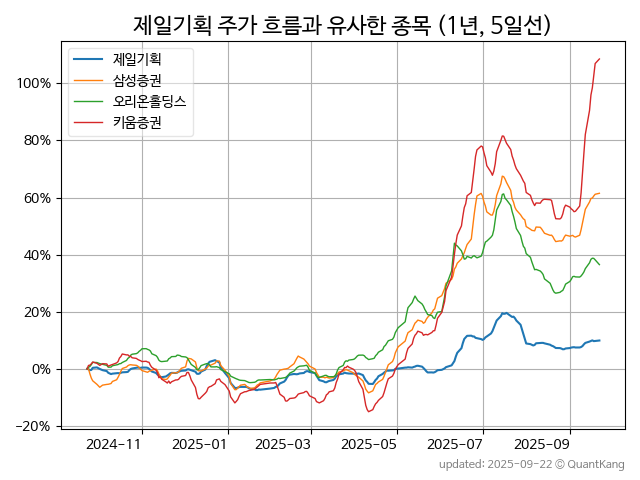 제일기획 주가 흐름과 유사한 종목 (1년, 5일선)
제일기획
삼성증권
오리온홀딩스
키움증권
100%
80%
60%
40%
20%
0%
−20%
2024-11 2025-01 2025-03 2025-05 2025-07 2025-09
updated: 2025-09-22 © QuantKang